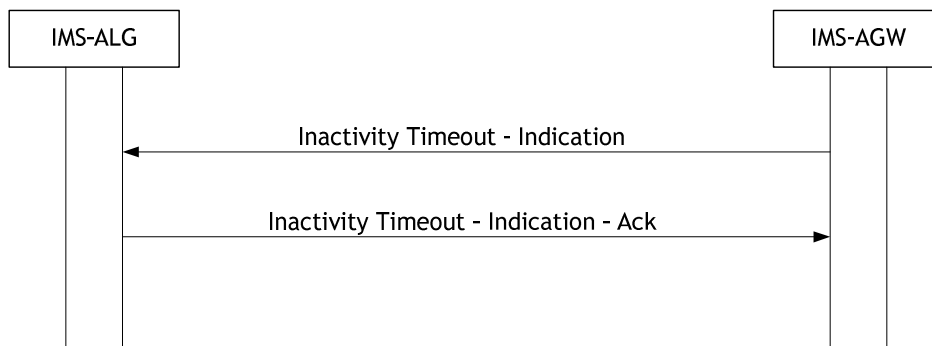 IMS-ALG
IMS-AGW
Inactivity Timeout - Indication
Inactivity Timeout - Indication - Ack